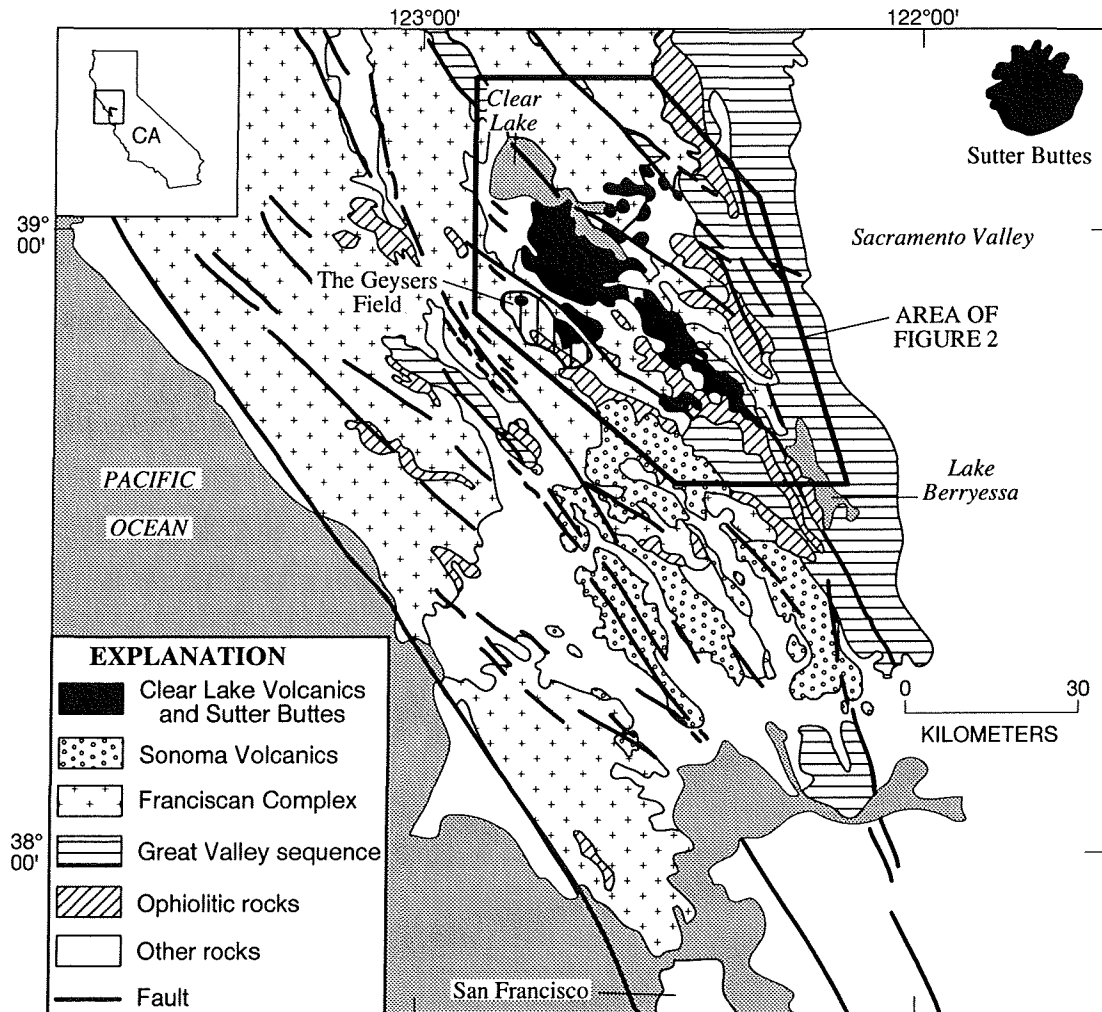 123°00'
122°00'
CA
Clear
Lake
Sutter Buttes
39°
00'
Sacramento Valley
The Geysers
Field
AREA OF
FIGURE 2
PACIFIC
OCEAN
Lake
Berryessa
EXPLANATION
Clear Lake Volcanics
and Sutter Buttes
Sonoma Volcanics
Franciscan Complex
Great Valley sequence
Ophiolitic rocks
Other rocks
Fault
0 30
KILOMETERS
38°
00'
San Francisco